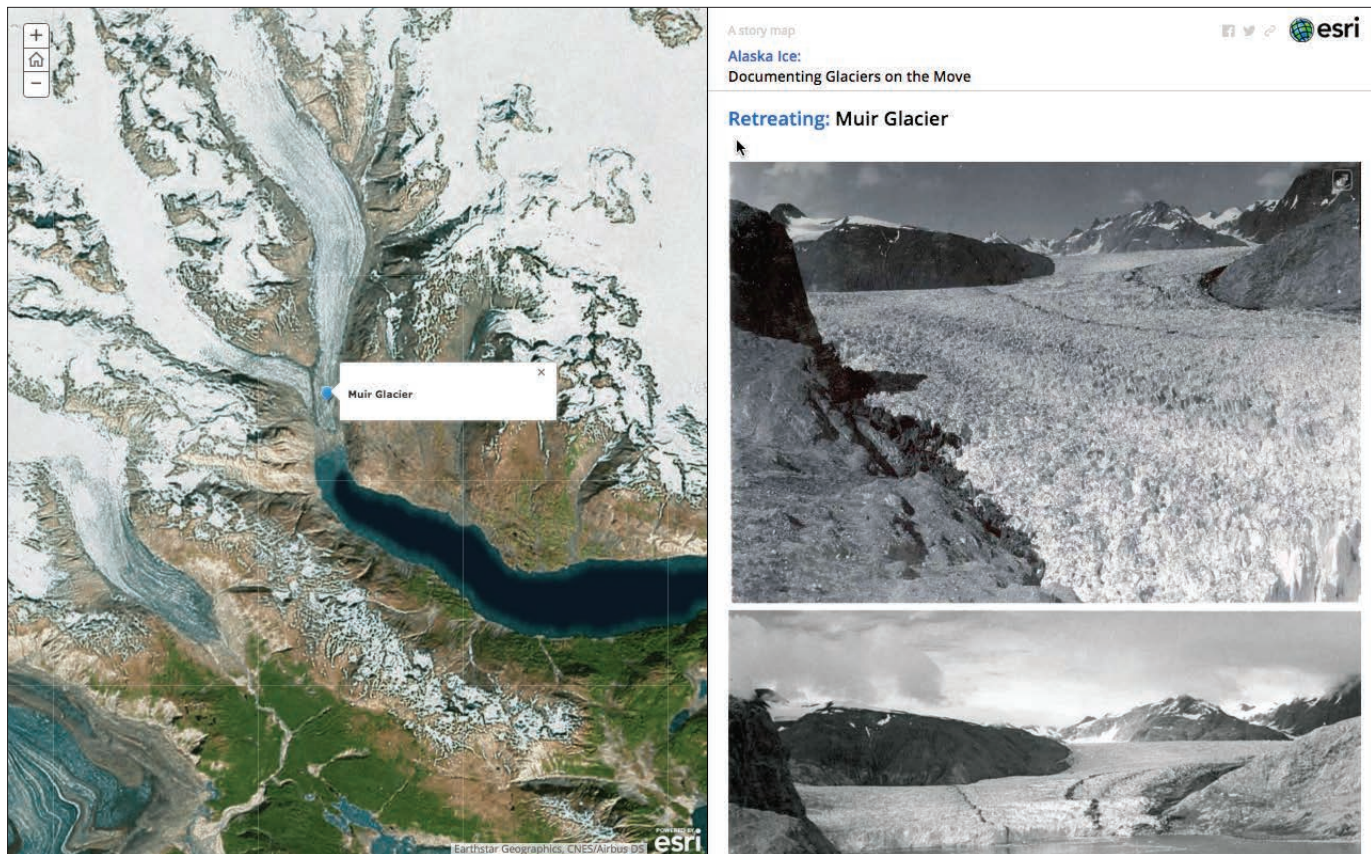 +
−
Muir Glacier
×
POWERED BY
esri
Earthstar Geographics, CNES/Airbus DS
A story map
esri
Alaska Ice:
Documenting Glaciers on the Move
Retreating: Muir Glacier